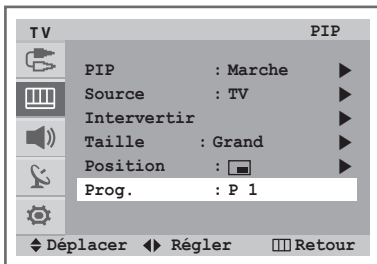 TV PIP
PIP : Marche
Source : TV
Intervertir
Taille : Grand
Position :
Prog. : P 1
Déplacer Régler Retour